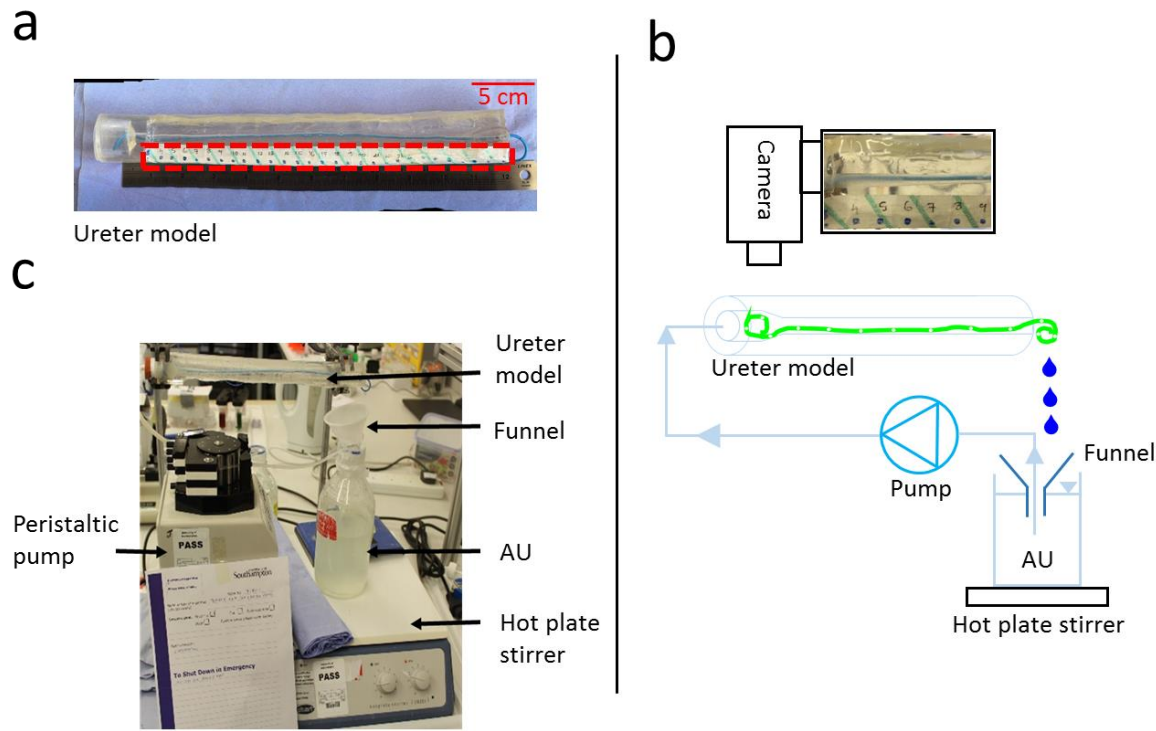 a
5 cm
Ureter model
b
Camera
4 5 6 7 8 9
Ureter model
Pump
Funnel
AU
Hot plate stirrer
c
Ureter
model
Funnel
Peristaltic
pump
AU
Hot plate
stirrer
PASS
Southampton
To Shut Down in Emergency
PASS